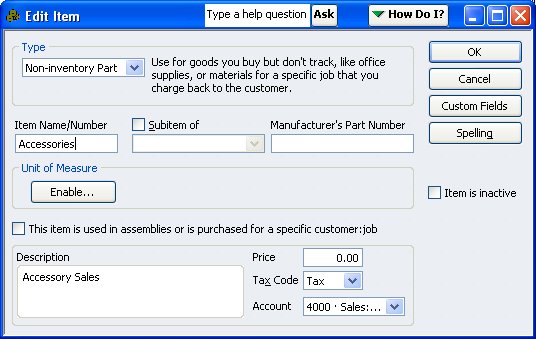 Edit Item
Type a help question Ask
How Do I?
Type
Non-inventory Part
Use for goods you buy but don't track, like office
supplies, or materials for a specific job that you
charge back to the customer.
OK
Cancel
Custom Fields
Spelling
Item Name/Number
Accessories
Subitem of
Manufacturer's Part Number
Unit of Measure
Enable...
Item is inactive
This item is used in assemblies or is purchased for a specific customer:job
Description
Accessory Sales
Price 0.00
Tax Code Tax
Account 4000 · Sales:...